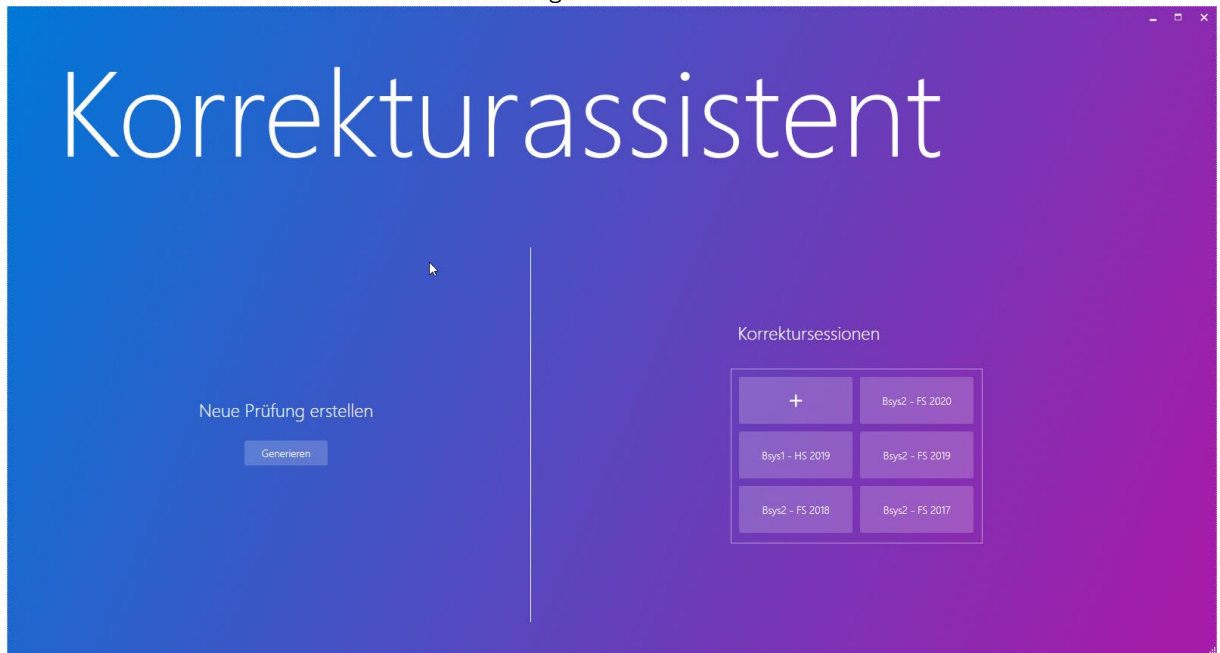 Korrekturassistent
Neue Prüfung erstellen
Generieren
Korrektursessionen
+
Bsys2 - FS 2020
Bsys1 - HS 2019
Bsys2 - FS 2019
Bsys2 - FS 2018
Bsys2 - FS 2017